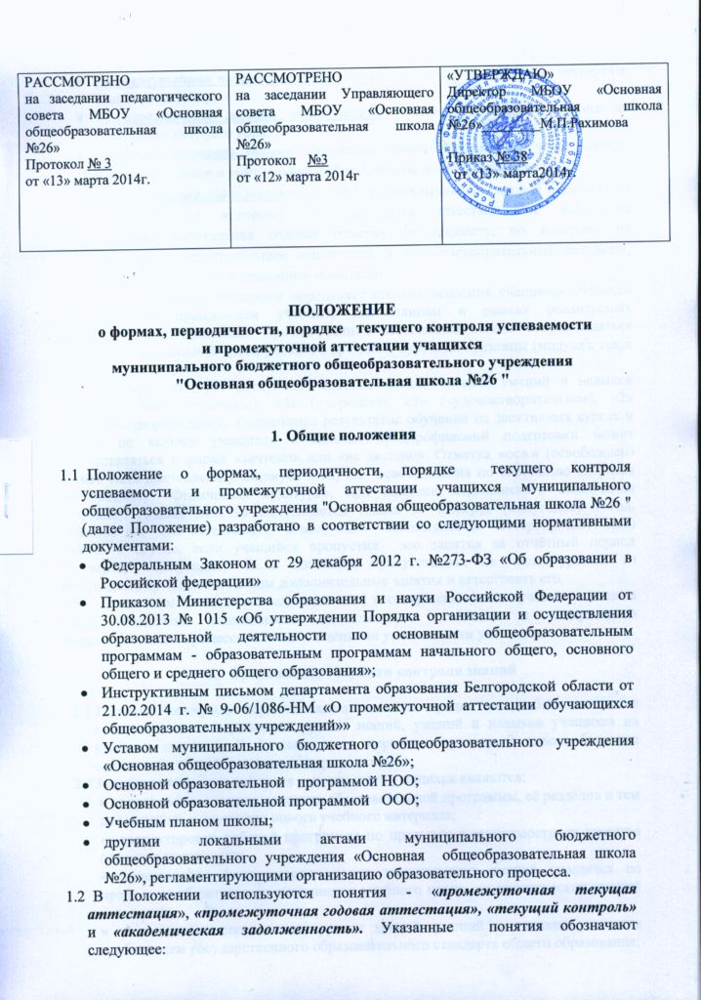 РАССМОТРЕНО
на заседании педагогического
совета МБОУ «Основная
общеобразовательная школа
№26»
Протокол № 3
от «13» марта 2014г.
РАССМОТРЕНО
на заседании Управляющего
совета МБОУ «Основная
общеобразовательная школа
№26»
Протокол №3
от «12» марта 2014г
«УТВЕРЖДАЮ»
Директор МБОУ «Основная
общеобразовательная школа
№26» М.П.Рахимова
Приказ № 38
от «13» марта2014г.
ПОЛОЖЕНИЕ
о формах, периодичности, порядке текущего контроля успеваемости
и промежуточной аттестации учащихся
муниципального бюджетного общеобразовательного учреждения
"Основная общеобразовательная школа №26 "
1. Общие положения
1.1 Положение о формах, периодичности, порядке текущего контроля
успеваемости и промежуточной аттестации учащихся муниципального
общеобразовательного учреждения "Основная общеобразовательная школа №26 "
(далее Положение) разработано в соответствии со следующими нормативными
документами:
• Федеральным Законом от 29 декабря 2012 г. №273-ФЗ «Об образовании в
Российской федерации»
• Приказом Министерства образования и науки Российской Федерации от
30.08.2013 № 1015 «Об утверждении Порядка организации и осуществления
образовательной деятельности по основным общеобразовательным
программам - образовательным программам начального общего, основного
общего и среднего общего образования»;
• Инструктивным письмом департамента образования Белгородской области от
21.02.2014 г. № 9-06/1086-НМ «О промежуточной аттестации обучающихся
общеобразовательных учреждений»»
• Уставом муниципального бюджетного общеобразовательного учреждения
«Основная общеобразовательная школа №26»;
• Основной образовательной программой НОО;
• Основной образовательной программой ООО;
• Учебным планом школы;
• другими локальными актами муниципального бюджетного
общеобразовательного учреждения «Основная общеобразовательная школа
№26», регламентирующими организацию образовательного процесса.
1.2 В Положении используются понятия - «промежуточная текущая
аттестация», «промежуточная годовая аттестация», «текущий контроль»
и «академическая задолженность». Указанные понятия обозначают
следующее: